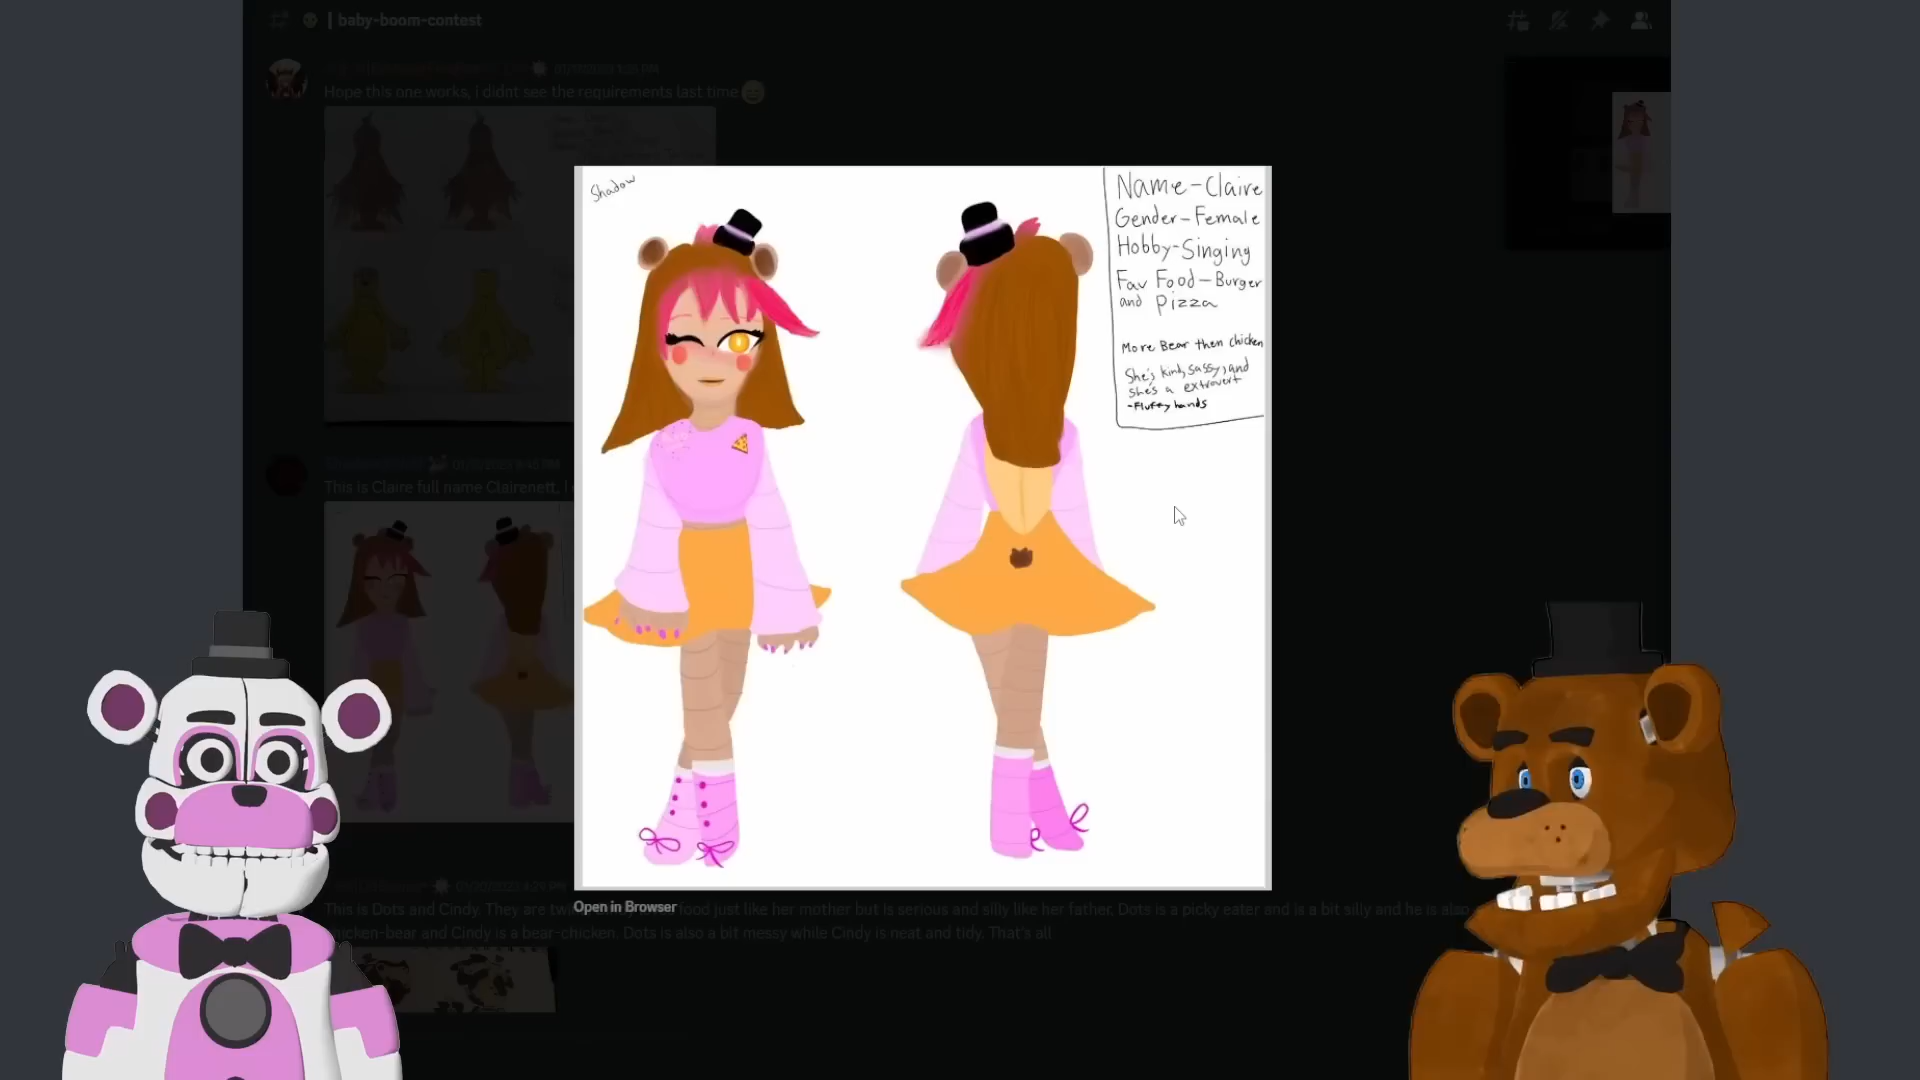 | baby-boom-contest
Hope this one works, i didnt see the requirements last time
This is Claire full name Clairenett, I
Shadow
Name-Claire
Gender-Female
Hobby-Singing
Fav Food-Burger
and Pizza
More Bear then chicken
She's kind, sassy, and
she's a extrovert
-Fluffy hands
Open in Browser
This is Dots and Cindy. They are food just like her mother but is serious and silly like her father. Dots is a picky eater and is a bit silly and he is also
and Cindy is a bear-chicken. Dots is also a bit messy while Cindy is neat and tidy. That's all